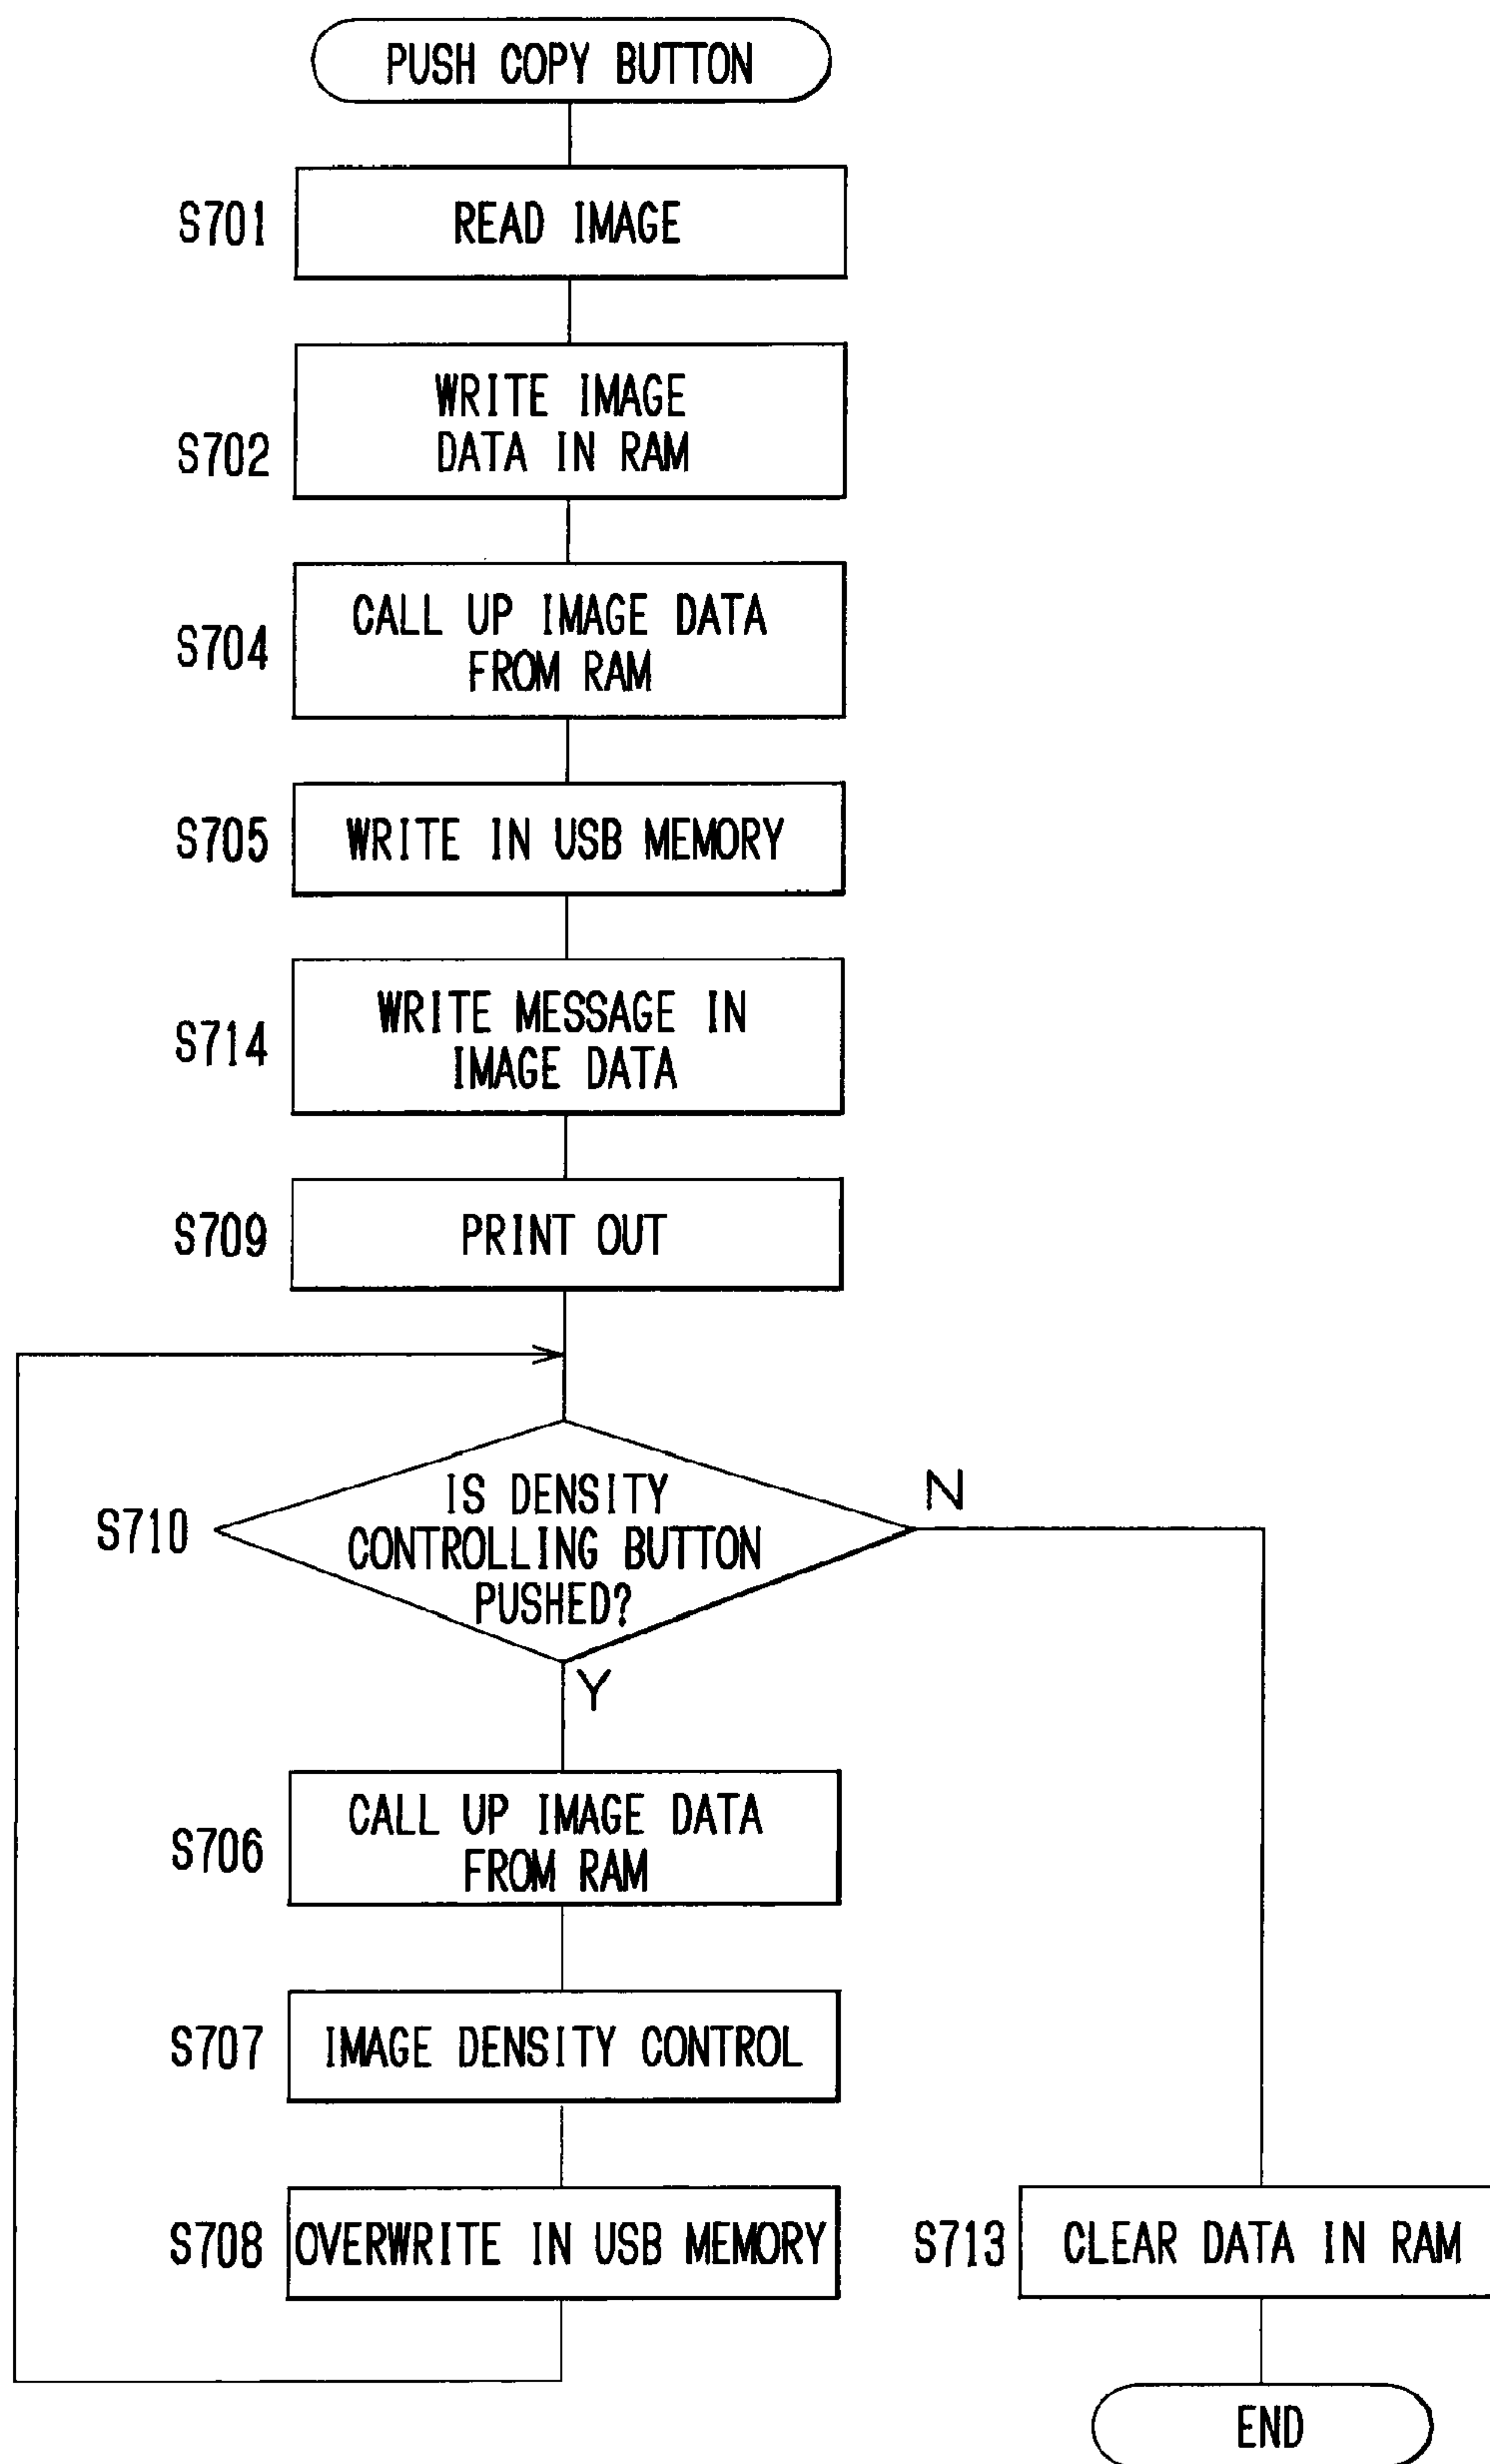 PUSH COPY BUTTON
S701
READ IMAGE
S702
WRITE IMAGE
DATA IN RAM
S704
CALL UP IMAGE DATA
FROM RAM
S705
WRITE IN USB MEMORY
S714
WRITE MESSAGE IN
IMAGE DATA
S709
PRINT OUT
S710
IS DENSITY
CONTROLLING BUTTON
PUSHED?
N
Y
S706
CALL UP IMAGE DATA
FROM RAM
S707
IMAGE DENSITY CONTROL
S708
OVERWRITE IN USB MEMORY
S713
CLEAR DATA IN RAM
END